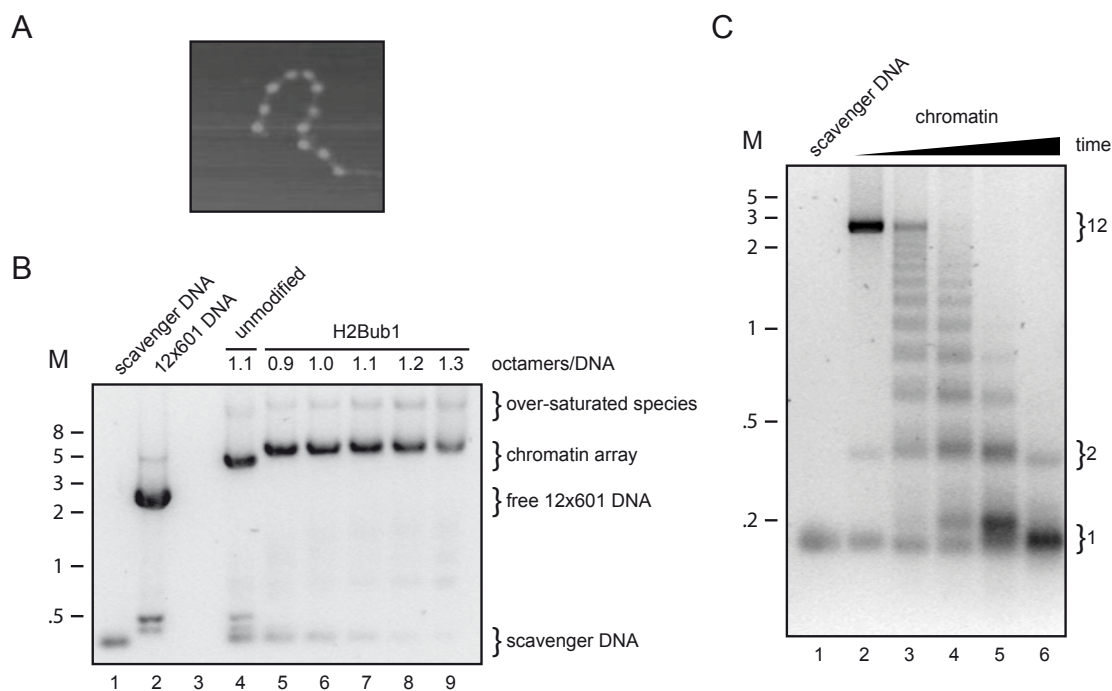 A
B
scavenger DNA
12x601 DNA
unmodified
H2Bub1
M
1.1 0.9 1.0 1.1 1.2 1.3 octamers/DNA
over-saturated species
8
5
chromatin array
3
free 12x601 DNA
2
1
.5
scavenger DNA
1 2 3 4 5 6 7 8 9
C
scavenger DNA
chromatin
M
time
5
3
12
2
1
.5
2
.2
1
1 2 3 4 5 6